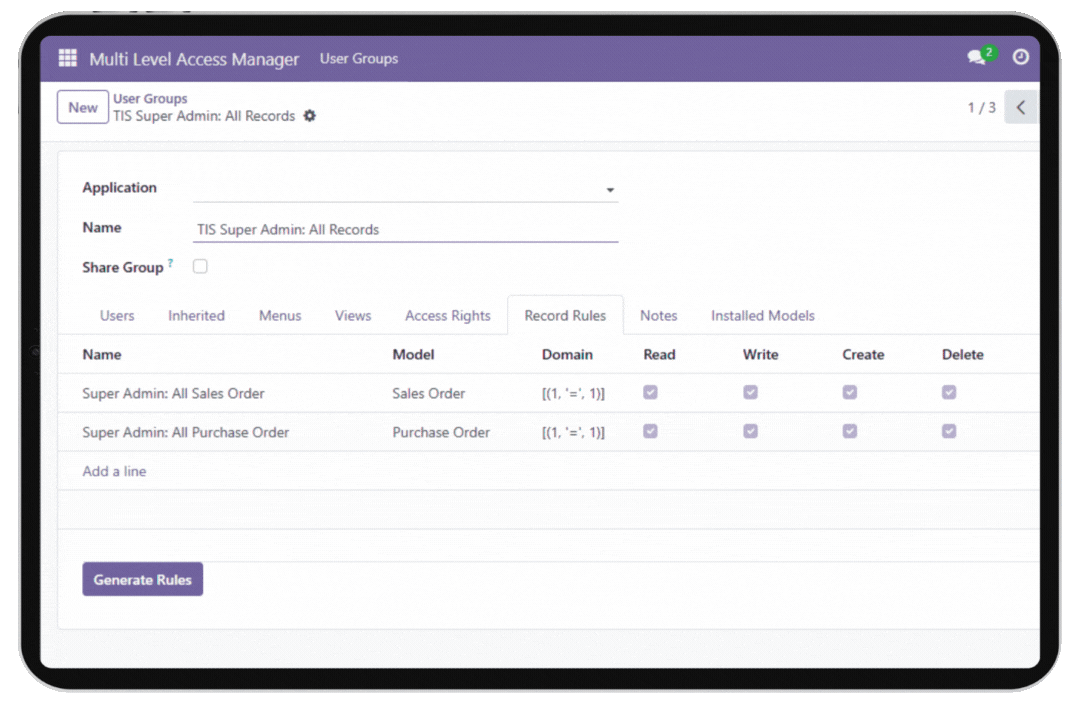 Multi Level Access Manager User Groups 2
New User Groups
TIS Super Admin: All Records 1 / 3
Application
Name TIS Super Admin: All Records
Share Group ?
Users Inherited Menus Views Access Rights Record Rules Notes Installed Models
Name Model Domain Read Write Create Delete
Super Admin: All Sales Order Sales Order [(1, '=', 1)]
Super Admin: All Purchase Order Purchase Order [(1, '=', 1)]
Add a line
Generate Rules